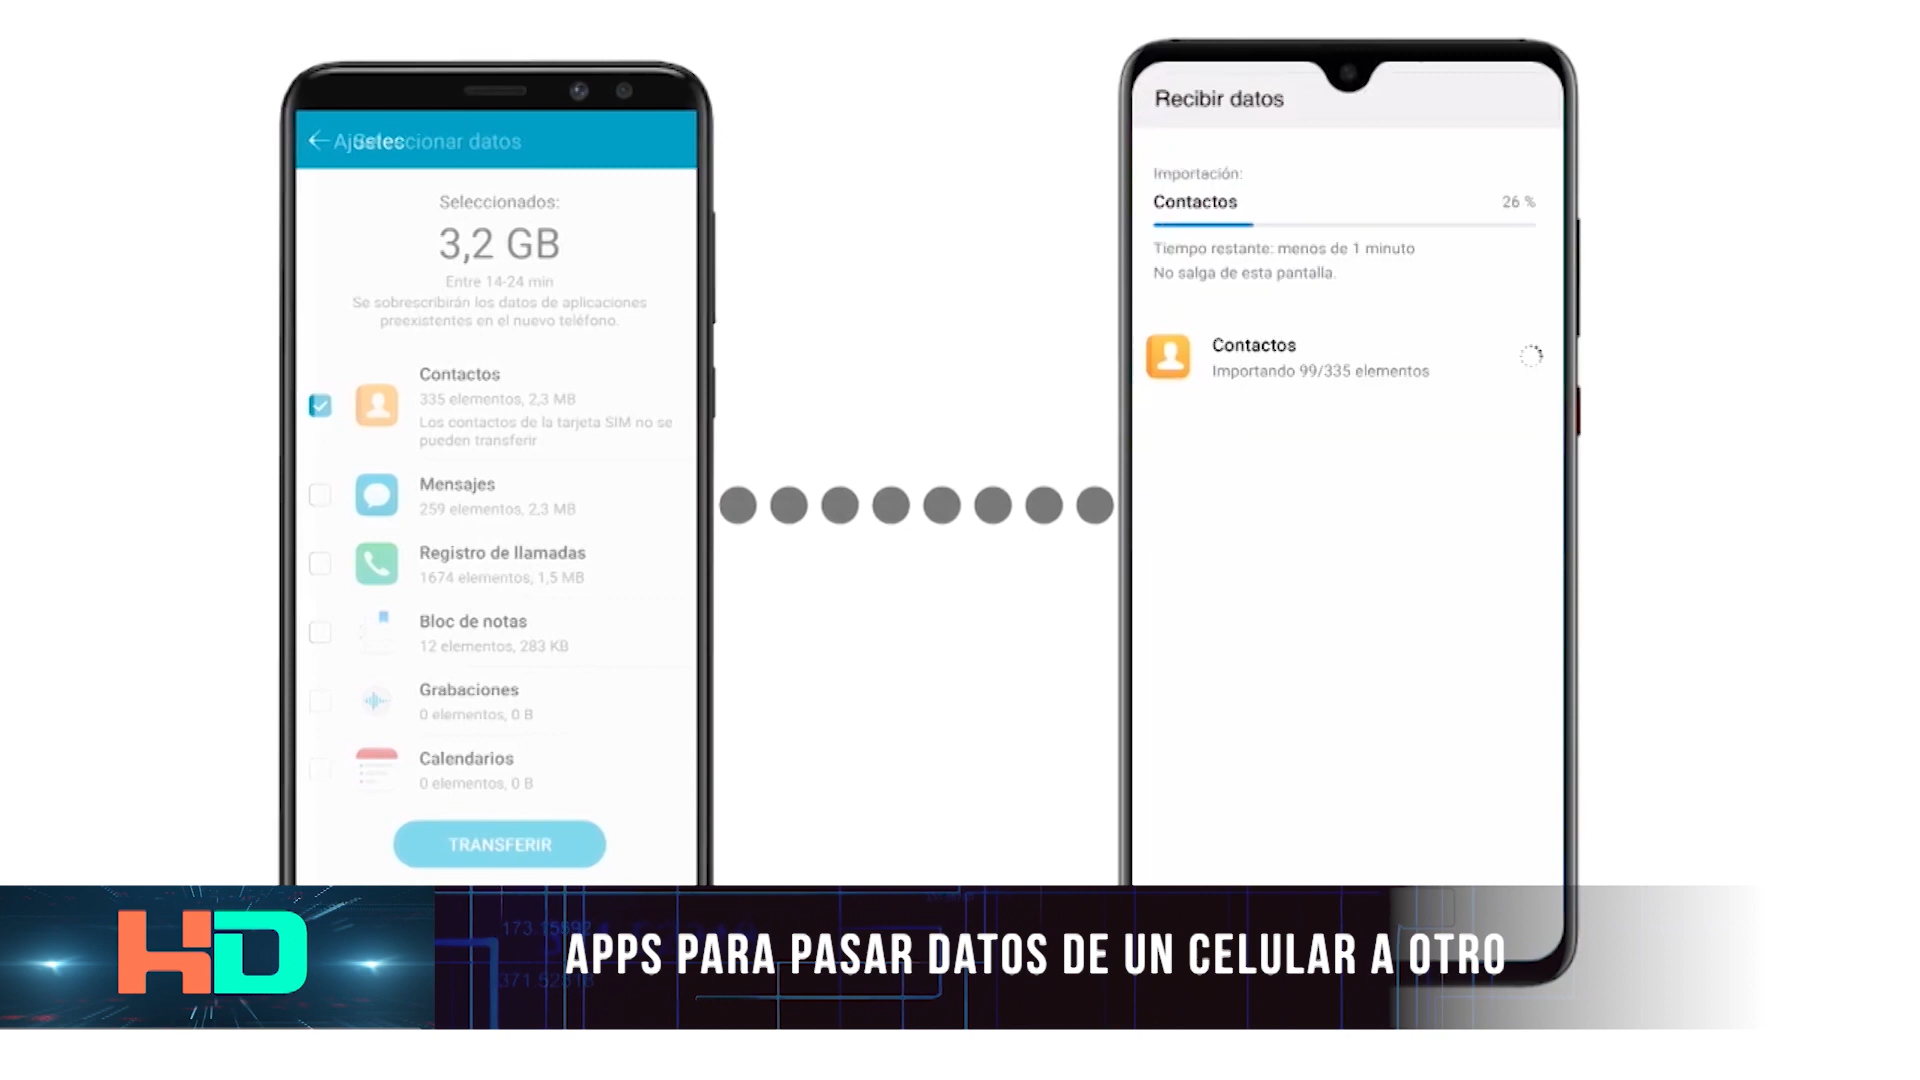 Ajustes
Seleccionar datos
Seleccionados:
3,2 GB
Entre 14-24 min
Se sobrescribirán los datos de aplicaciones
preexistentes en el nuevo teléfono.
Contactos
335 elementos, 2,3 MB
Los contactos de la tarjeta SIM no se
pueden transferir
Mensajes
259 elementos, 2,3 MB
Registro de llamadas
1674 elementos, 1,5 MB
Bloc de notas
12 elementos, 283 KB
Grabaciones
0 elementos, 0 B
Calendarios
0 elementos, 0 B
TRANSFERIR
Recibir datos
Importación:
Contactos 26 %
Tiempo restante: menos de 1 minuto
No salga de esta pantalla.
Contactos
Importando 99/335 elementos
HD
APPS PARA PASAR DATOS DE UN CELULAR A OTRO